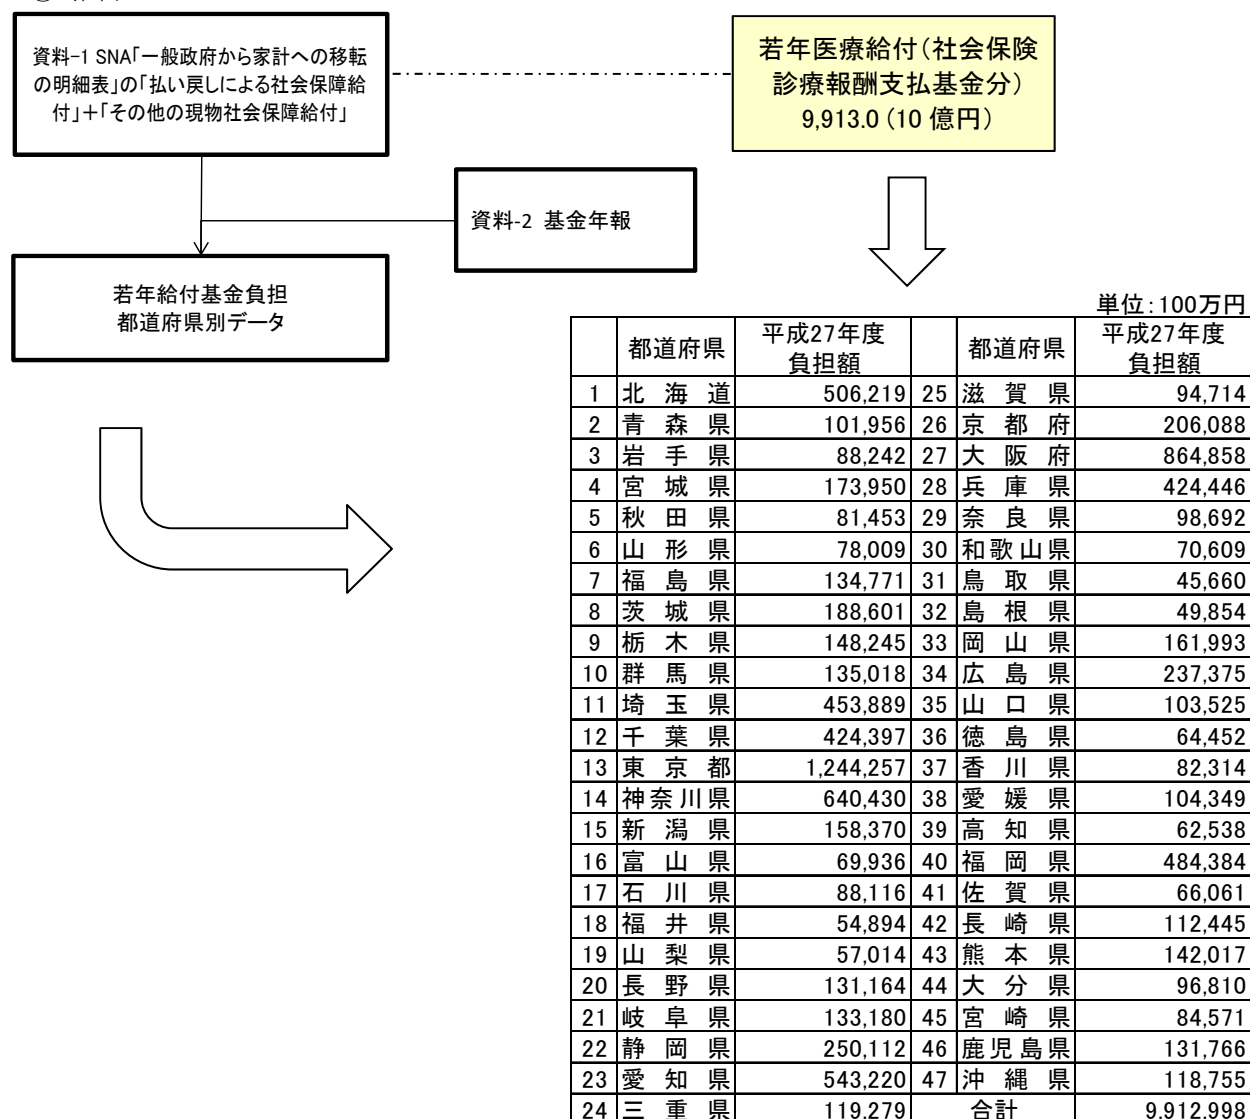 資料-1 SNA「一般政府から家計への移転
の明細表」の「払い戻しによる社会保障給
付」＋「その他の現物社会保障給付」
若年医療給付（社会保険
診療報酬支払基金分）
9,913.0（10 億円）
資料-2 基金年報
若年給付基金負担
都道府県別データ
単位：100万円
都道府県 平成27年度 負担額 都道府県 平成27年度 負担額
1 北海道 506,219 25 滋賀県 94,714
2 青森県 101,956 26 京都府 206,088
3 岩手県 88,242 27 大阪府 864,858
4 宮城県 173,950 28 兵庫県 424,446
5 秋田県 81,453 29 奈良県 98,692
6 山形県 78,009 30 和歌山県 70,609
7 福島県 134,771 31 鳥取県 45,660
8 茨城県 188,601 32 島根県 49,854
9 栃木県 148,245 33 岡山県 161,993
10 群馬県 135,018 34 広島県 237,375
11 埼玉県 453,889 35 山口県 103,525
12 千葉県 424,397 36 徳島県 64,452
13 東京都 1,244,257 37 香川県 82,314
14 神奈川県 640,430 38 愛媛県 104,349
15 新潟県 158,370 39 高知県 62,538
16 富山県 69,936 40 福岡県 484,384
17 石川県 88,116 41 佐賀県 66,061
18 福井県 54,894 42 長崎県 112,445
19 山梨県 57,014 43 熊本県 142,017
20 長野県 131,164 44 大分県 96,810
21 岐阜県 133,180 45 宮崎県 84,571
22 静岡県 250,112 46 鹿児島県 131,766
23 愛知県 543,220 47 沖縄県 118,755
24 三重県 119,279 合計 9,912,998